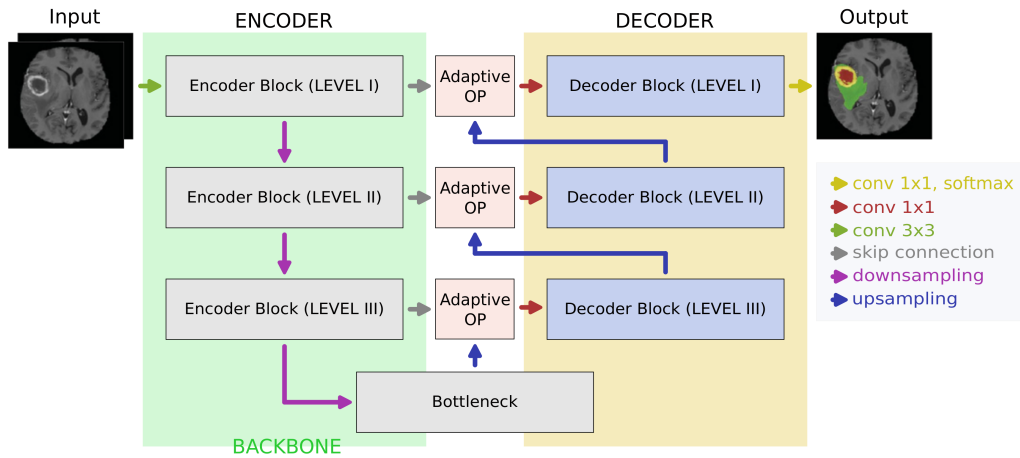 Input
ENCODER
DECODER
Output
Encoder Block (LEVEL I)
Adaptive
OP
Decoder Block (LEVEL I)
Encoder Block (LEVEL II)
Adaptive
OP
Decoder Block (LEVEL II)
Encoder Block (LEVEL III)
Adaptive
OP
Decoder Block (LEVEL III)
Bottleneck
BACKBONE
conv 1x1, softmax
conv 1x1
conv 3x3
skip connection
downsampling
upsampling